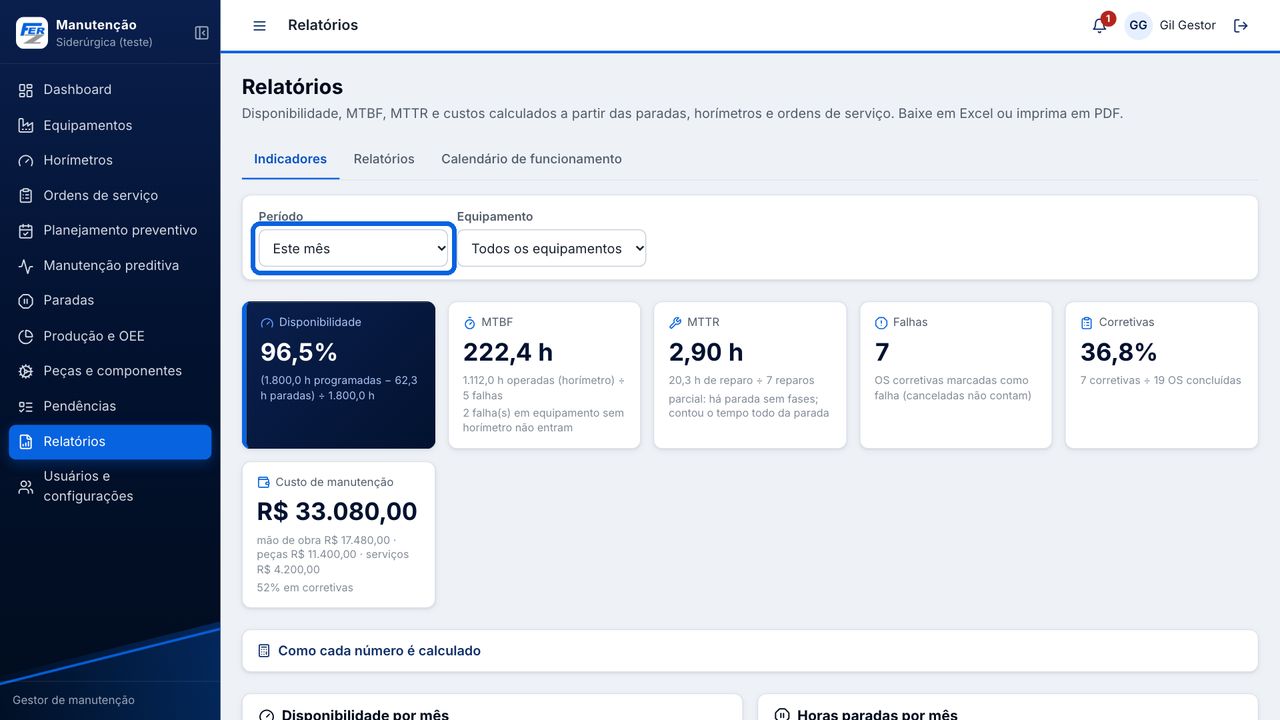 FER 2
Manutenção
Siderúrgica (teste)
Dashboard
Equipamentos
Horímetros
Ordens de serviço
Planejamento preventivo
Manutenção preditiva
Paradas
Produção e OEE
Peças e componentes
Pendências
Relatórios
Usuários e
configurações
Gestor de manutenção
Relatórios
1
GG
Gil Gestor
Relatórios
Disponibilidade, MTBF, MTTR e custos calculados a partir das paradas, horímetros e ordens de serviço. Baixe em Excel ou imprima em PDF.
Indicadores
Relatórios
Calendário de funcionamento
Período
Este mês
Equipamento
Todos os equipamentos
Disponibilidade
96,5%
(1.800,0 h programadas − 62,3
h paradas) ÷ 1.800,0 h
MTBF
222,4 h
1.112,0 h operadas (horímetro) ÷
5 falhas
2 falha(s) em equipamento sem
horímetro não entram
MTTR
2,90 h
20,3 h de reparo ÷ 7 reparos
parcial: há parada sem fases;
contou o tempo todo da parada
Falhas
7
OS corretivas marcadas como
falha (canceladas não contam)
Corretivas
36,8%
7 corretivas ÷ 19 OS concluídas
Custo de manutenção
R$ 33.080,00
mão de obra R$ 17.480,00 ·
peças R$ 11.400,00 · serviços
R$ 4.200,00
52% em corretivas
Como cada número é calculado
Disponibilidade por mês
Horas paradas por mês